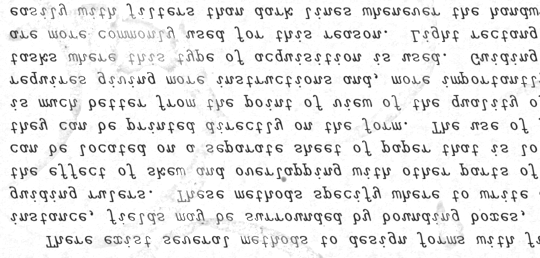 There exist several methods to design forms with fi
instance, fields may be surrounded by bounding boxes,
guiding rulers. These methods specify where to write
the effect of skew and overlapping with other parts of
can be located on a separate sheet of paper that is lo
they can be printed directly on the form. The use of
is much better from the point of view of the quality o
requires giving more instructions and, more importantl
tasks where this type of acquisition is used. Guiding
are more commonly used for this reason. Light rectang
easily with filters than dark lines whenever the handw